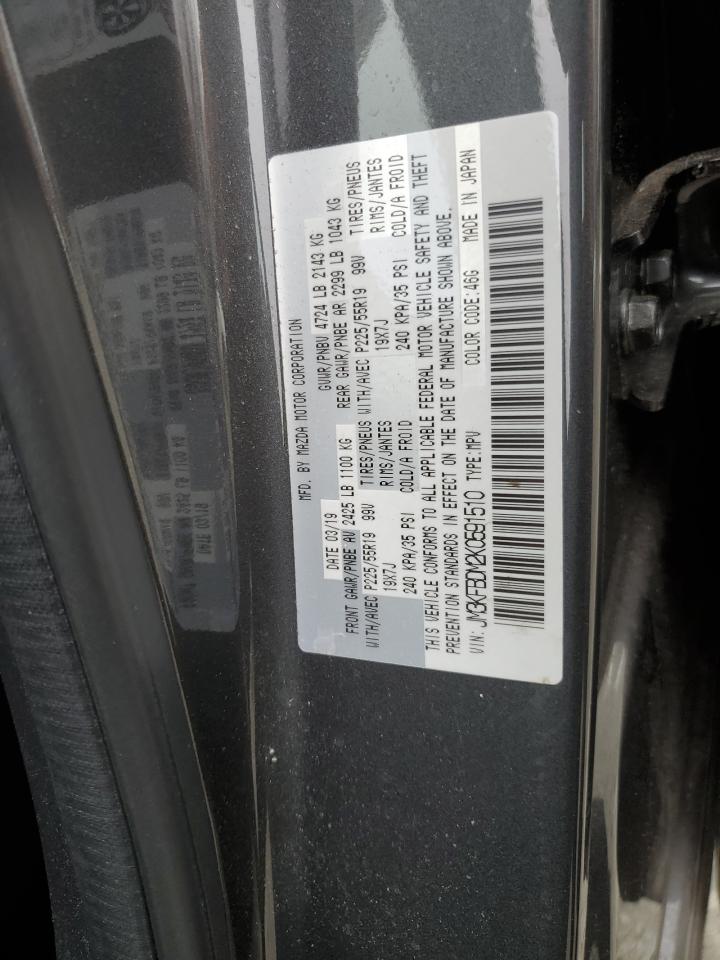 MFD. BY MAZDA MOTOR CORPORATION
DATE 03/19 GVWR/PNBV 4724 LB 2143 KG
FRONT GAWR/PNBE AV 2425 LB 1100 KG REAR GAWR/PNBE AR 2299 LB 1043 KG
WITH/AVEC P225/55R19 99V TIRES/PNEUS WITH/AVEC P225/55R19 99V TIRES/PNEUS
19X7J RIMS/JANTES 19X7J RIMS/JANTES
240 KPA/35 PSI COLD/A FROID 240 KPA/35 PSI COLD/A FROID
THIS VEHICLE CONFORMS TO ALL APPLICABLE FEDERAL MOTOR VEHICLE SAFETY AND THEFT
PREVENTION STANDARDS IN EFFECT ON THE DATE OF MANUFACTURE SHOWN ABOVE.
VIN: JM3KFBDM2K0591510 TYPE:MPV COLOR CODE:46G MADE IN JAPAN